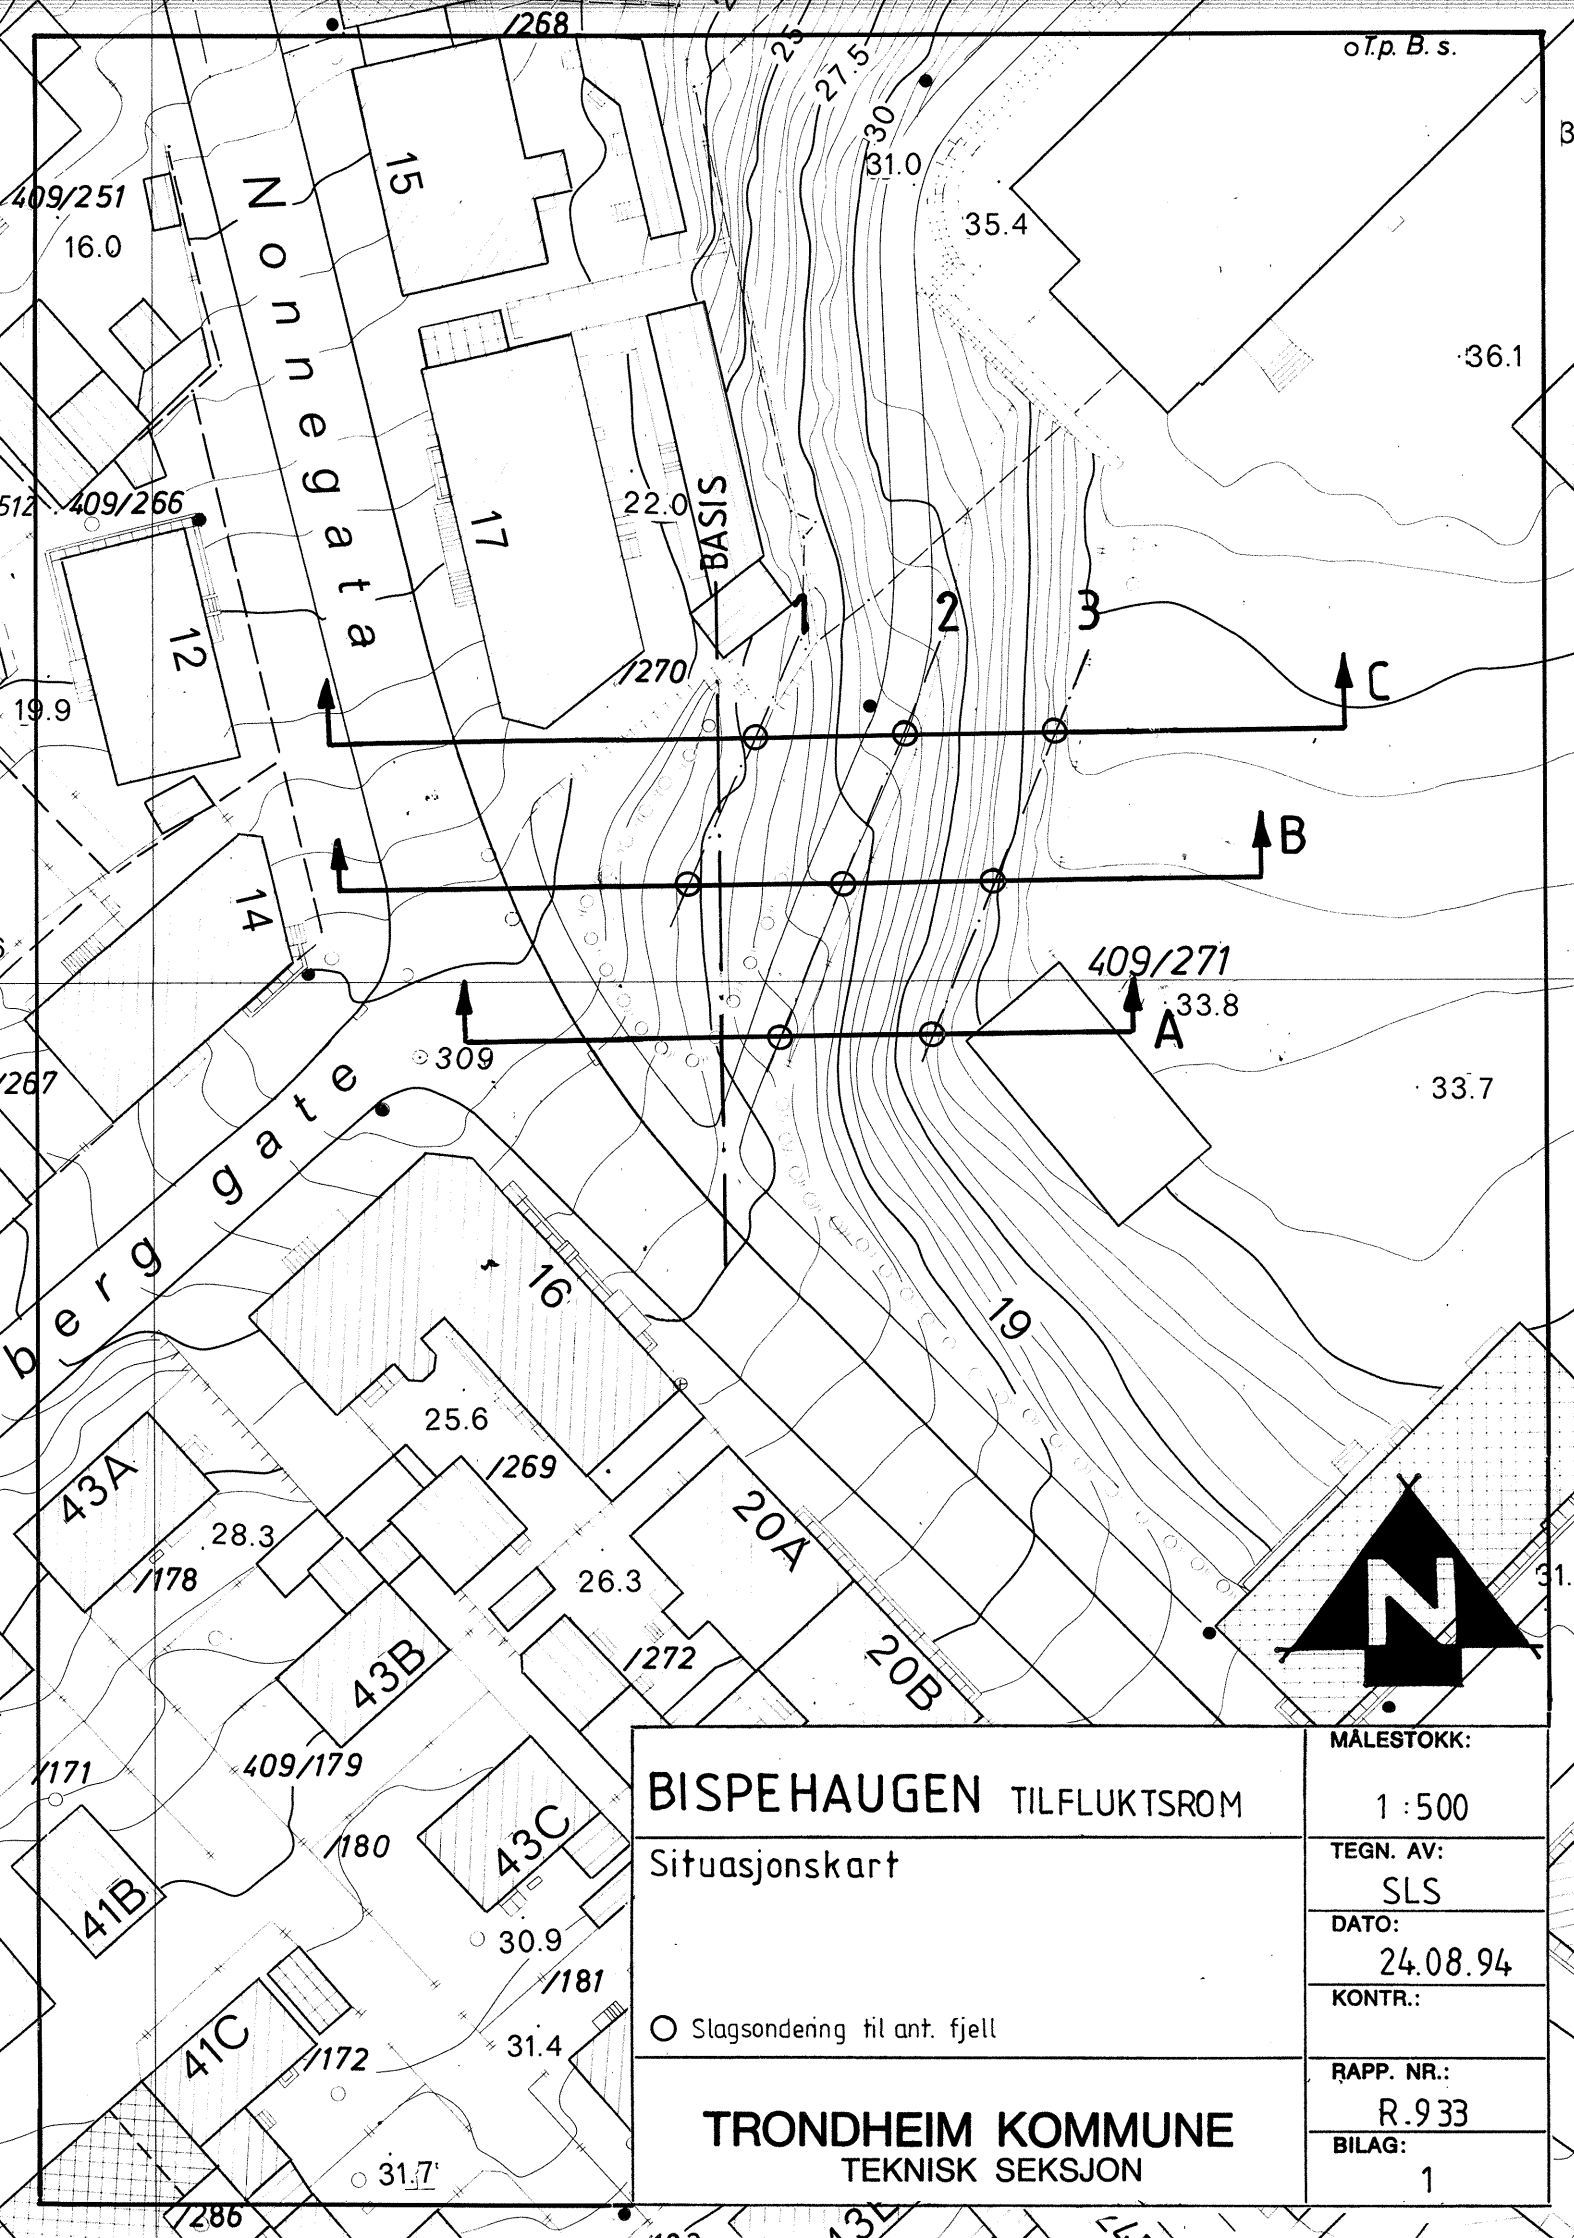 /268
T.p. B. s.
25
27.5
30
31.0
15
409/251
16.0
35.4
Nonnegata
36.1
512
409/266
22.0
BASIS
17
12
1
2
3
/270
19.9
C
B
14
409/271
33.8
A
309
/267
33.7
berg gate
16
19
25.6
/269
43A
28.3
/178
20A
26.3
43B
/272
20B
31.
/171
409/179
/180
43C
41B
30.9
/181
41C
/172
31.4
31.7
/286
N
BISPEHAUGEN TILFLUKTSROM
Situasjonskart
Slagsondering til ant. fjell
TRONDHEIM KOMMUNE
TEKNISK SEKSJON
MÅLESTOKK:
1:500
TEGN. AV:
SLS
DATO:
24.08.94
KONTR.:
RAPP. NR.:
R.933
BILAG:
1